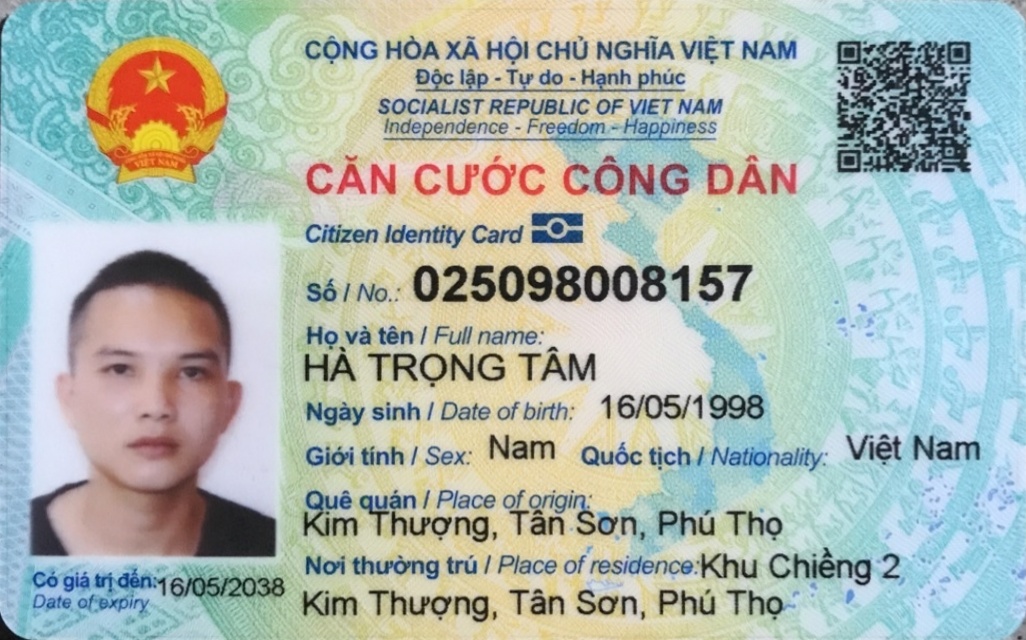 CỘNG HÒA XÃ HỘI CHỦ NGHĨA VIỆT NAM
Độc lập - Tự do - Hạnh phúc
SOCIALIST REPUBLIC OF VIET NAM
Independence - Freedom - Happiness
VIỆT NAM
CĂN CƯỚC CÔNG DÂN
Citizen Identity Card
Số / No.: 025098008157
Họ và tên / Full name:
HÀ TRỌNG TÂM
Ngày sinh / Date of birth: 16/05/1998
Giới tính / Sex: Nam Quốc tịch / Nationality: Việt Nam
Quê quán / Place of origin:
Kim Thượng, Tân Sơn, Phú Thọ
Nơi thường trú / Place of residence: Khu Chiềng 2
Kim Thượng, Tân Sơn, Phú Thọ
Có giá trị đến: 16/05/2038
Date of expiry